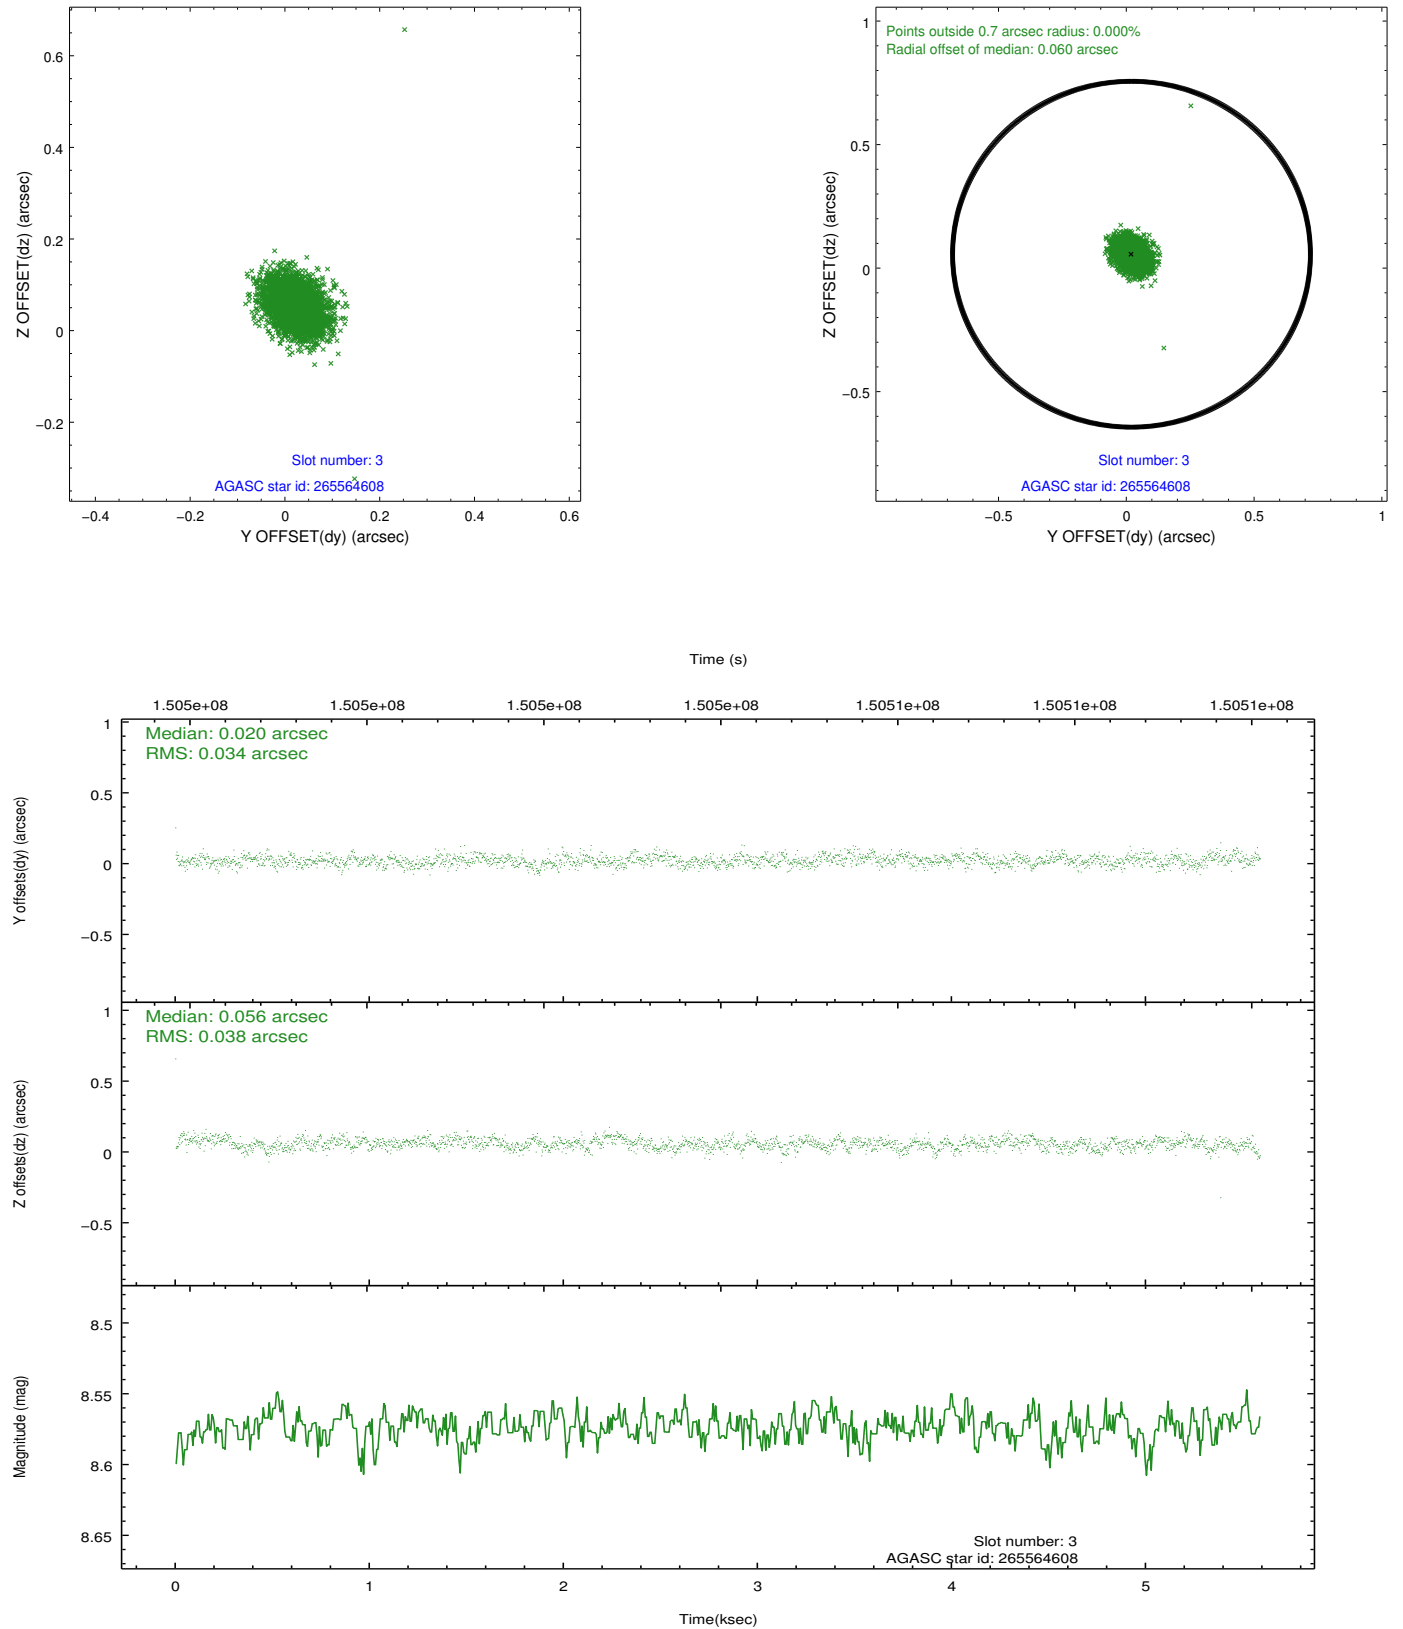 0.6
0.4
0.2
0
−0.2
Z OFFSET(dz) (arcsec)
Slot number: 3
AGASC star id: 265564608
−0.4 −0.2 0 0.2 0.4 0.6
Y OFFSET(dy) (arcsec)
Points outside 0.7 arcsec radius: 0.000%
Radial offset of median: 0.060 arcsec
1
0.5
0
−0.5
Z OFFSET(dz) (arcsec)
Slot number: 3
AGASC star id: 265564608
−0.5 0 0.5 1
Y OFFSET(dy) (arcsec)
Time (s)
1.505e+08 1.505e+08 1.505e+08 1.505e+08 1.5051e+08 1.5051e+08 1.5051e+08
Median: 0.020 arcsec
RMS: 0.034 arcsec
1
0.5
0
−0.5
Y offsets(dy) (arcsec)
Median: 0.056 arcsec
RMS: 0.038 arcsec
1
0.5
0
−0.5
Z offsets(dz) (arcsec)
8.5
8.55
8.6
8.65
Magnitude (mag)
Slot number: 3
AGASC star id: 265564608
0 1 2 3 4 5
Time(ksec)